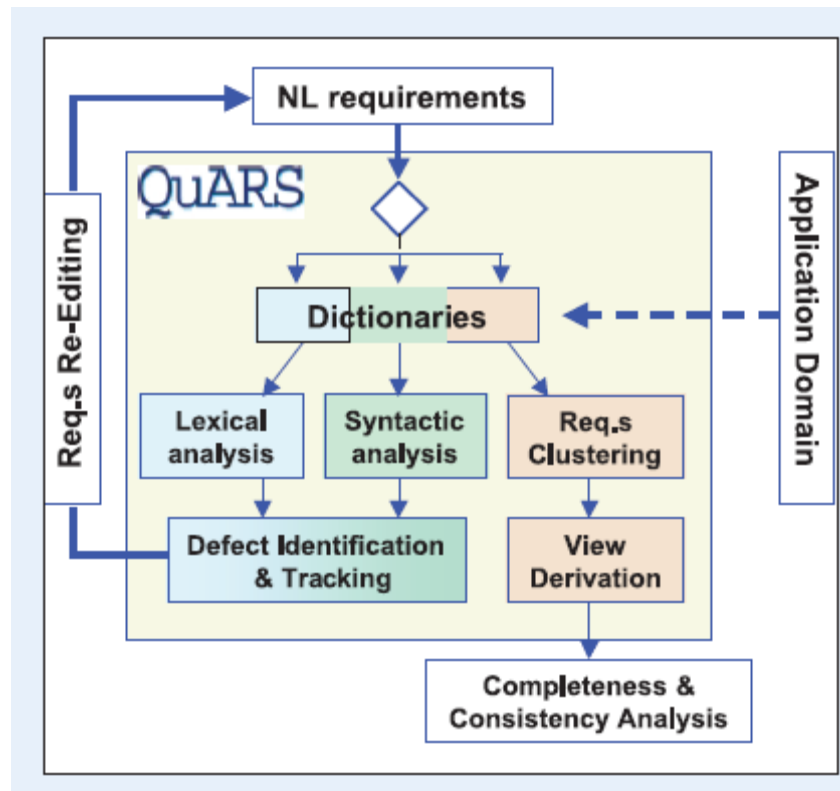 NL requirements
QuARS
Req.s Re-Editing
Application Domain
Dictionaries
Lexical
analysis
Syntactic
analysis
Req.s
Clustering
Defect Identification
& Tracking
View
Derivation
Completeness &
Consistency Analysis